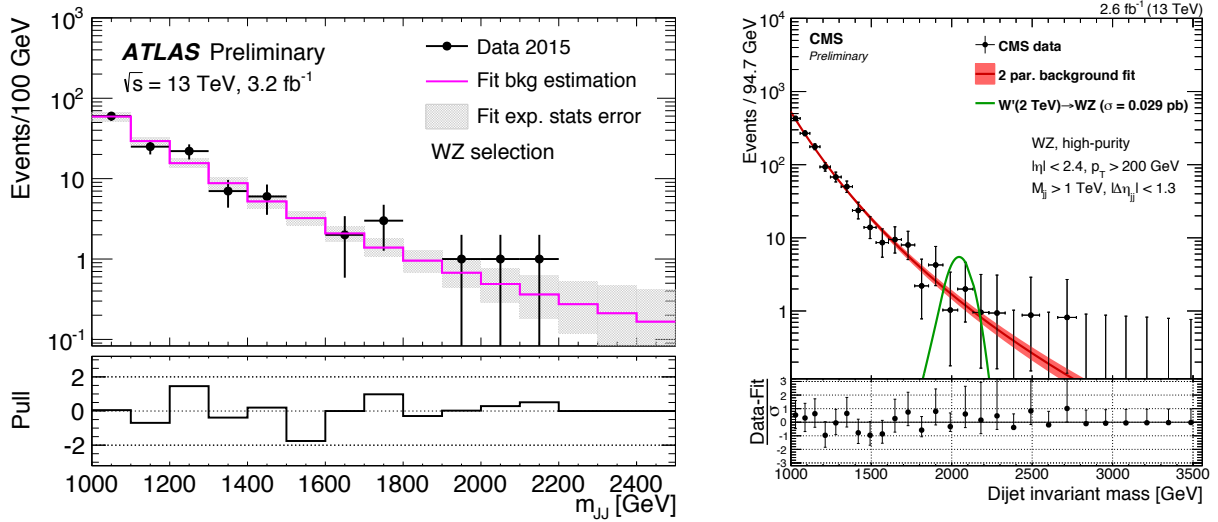 ATLAS Preliminary
√s = 13 TeV, 3.2 fb⁻¹
Data 2015
Fit bkg estimation
Fit exp. stats error
WZ selection
Events/100 GeV
10³
10²
10
1
10⁻¹
Pull
2
0
-2
1000 1200 1400 1600 1800 2000 2200 2400
m_JJ [GeV]
2.6 fb⁻¹ (13 TeV)
CMS
Preliminary
CMS data
2 par. background fit
W'(2 TeV)→WZ (σ = 0.029 pb)
WZ, high-purity
|η| < 2.4, p_T > 200 GeV
M_jj > 1 TeV, |Δη_jj| < 1.3
Events / 94.7 GeV
10⁴
10³
10²
10
1
Data-Fit
σ
3
2
1
0
-1
-2
-3
1000 1500 2000 2500 3000 3500
Dijet invariant mass [GeV]